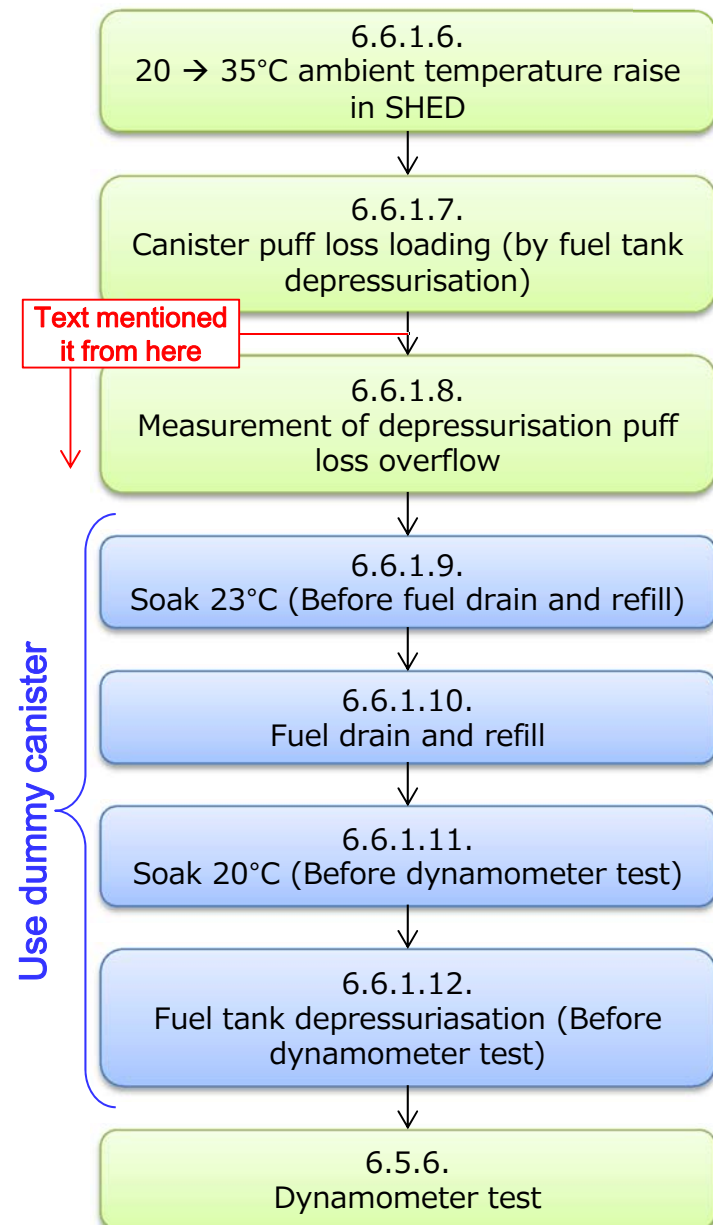 6.6.1.6.
20 → 35°C ambient temperature raise
in SHED
6.6.1.7.
Canister puff loss loading (by fuel tank
depressurisation)
Text mentioned
it from here
6.6.1.8.
Measurement of depressurisation puff
loss overflow
Use dummy canister
6.6.1.9.
Soak 23°C (Before fuel drain and refill)
6.6.1.10.
Fuel drain and refill
6.6.1.11.
Soak 20°C (Before dynamometer test)
6.6.1.12.
Fuel tank depressuriasation (Before
dynamometer test)
6.5.6.
Dynamometer test